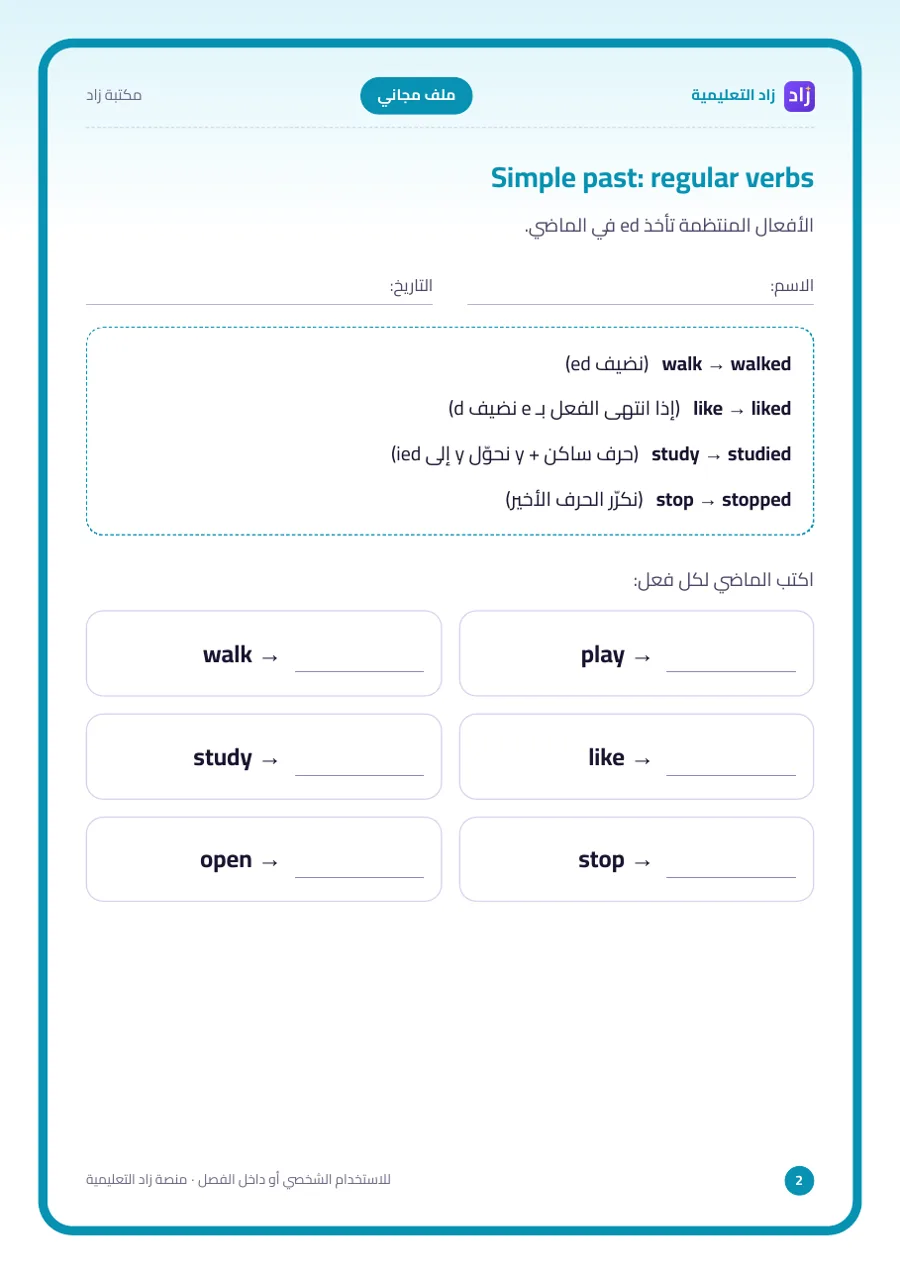 زاد زاد التعليمية
ملف مجاني
مكتبة زاد
Simple past: regular verbs
الأفعال المنتظمة تأخذ ed في الماضي.
الاسم:
التاريخ:
walk → walked (نضيف ed)
like → liked (إذا انتهى الفعل بـ e نضيف d)
study → studied (حرف ساكن + y نحوّل y إلى ied)
stop → stopped (نكرّر الحرف الأخير)
اكتب الماضي لكل فعل:
play →
walk →
like →
study →
stop →
open →
2
للاستخدام الشخصي أو داخل الفصل · منصة زاد التعليمية